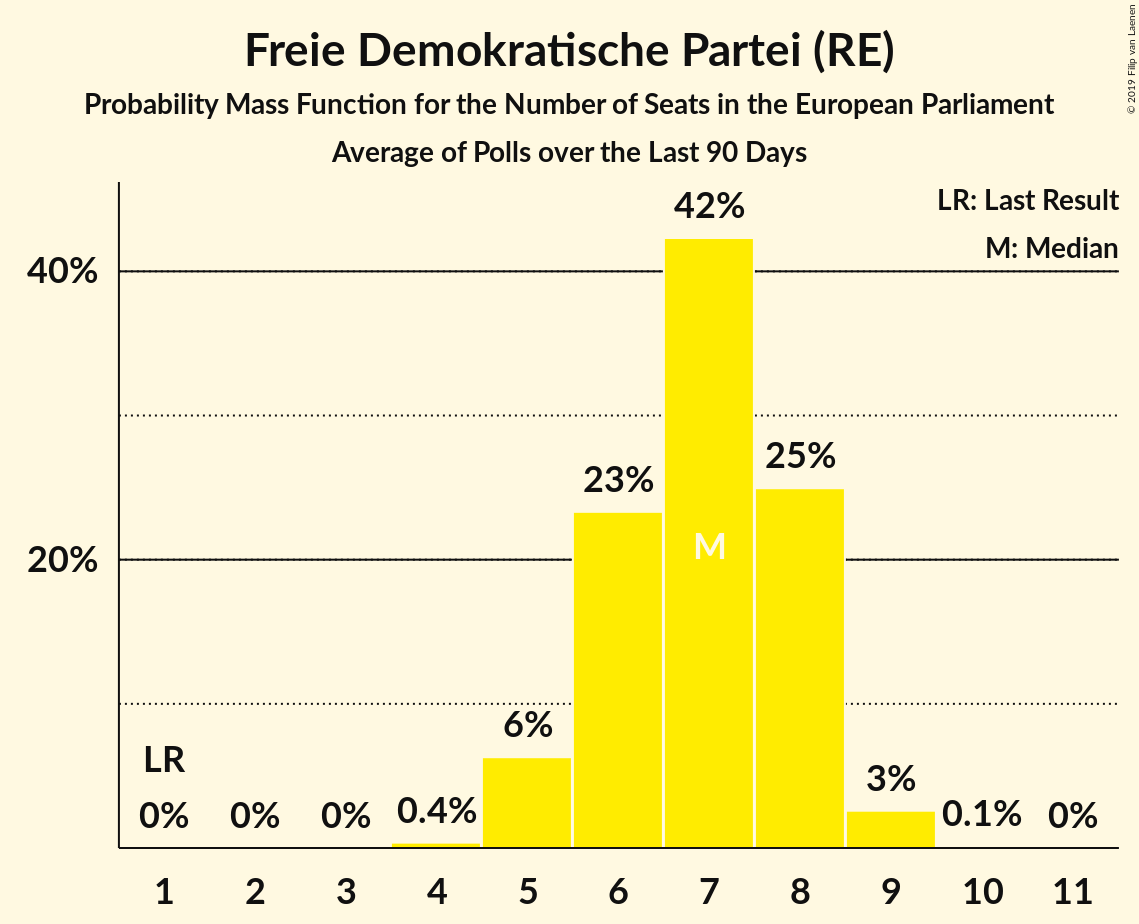 Freie Demokratische Partei (RE)
Probability Mass Function for the Number of Seats in the European Parliament
Average of Polls over the Last 90 Days
© 2019 Filip van Laenen
LR: Last Result
M: Median
42%
40%
25%
23%
M
20%
6%
LR
3%
0% 0% 0% 0.4% 0.1% 0%
1 2 3 4 5 6 7 8 9 10 11